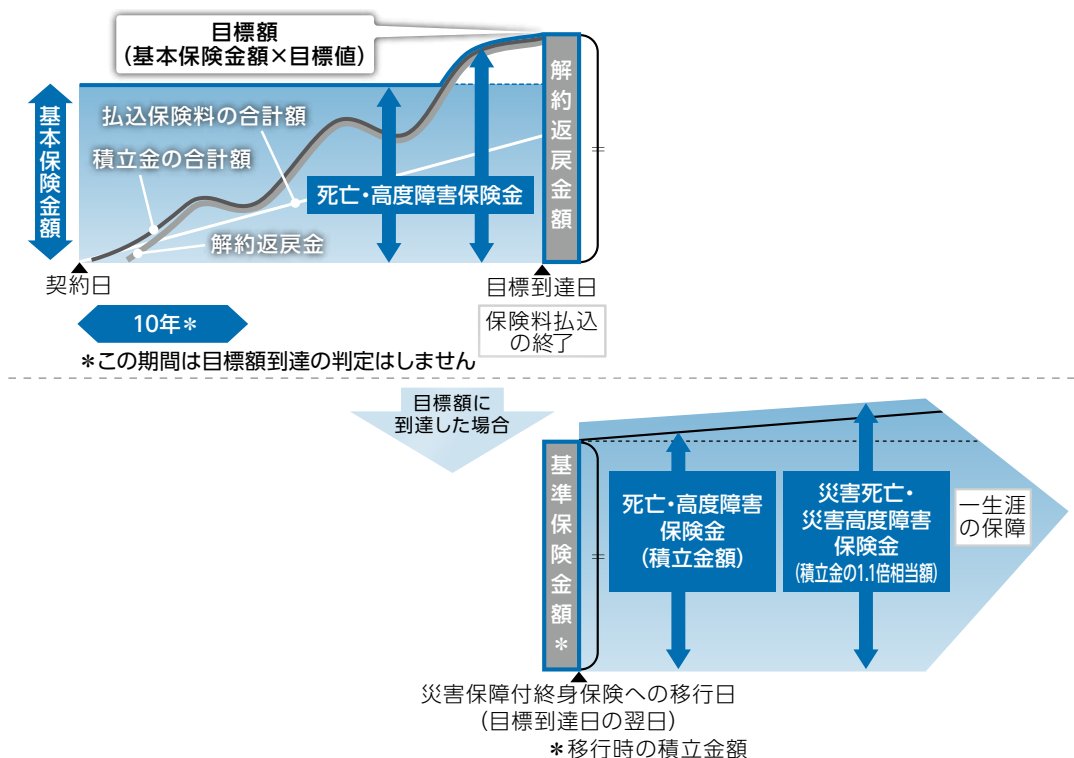 目標額
（基本保険金額×目標値）
基本保険金額
払込保険料の合計額
積立金の合計額
解約返戻金
死亡・高度障害保険金
解約返戻金額
=
契約日
目標到達日
10年＊
保険料払込
の終了
＊この期間は目標額到達の判定はしません
目標額に
到達した場合
基準保険金額＊
=
死亡・高度障害
保険金
（積立金額）
災害死亡・
災害高度障害
保険金
（積立金の1.1倍相当額）
一生涯
の保障
災害保障付終身保険への移行日
（目標到達日の翌日）
＊移行時の積立金額